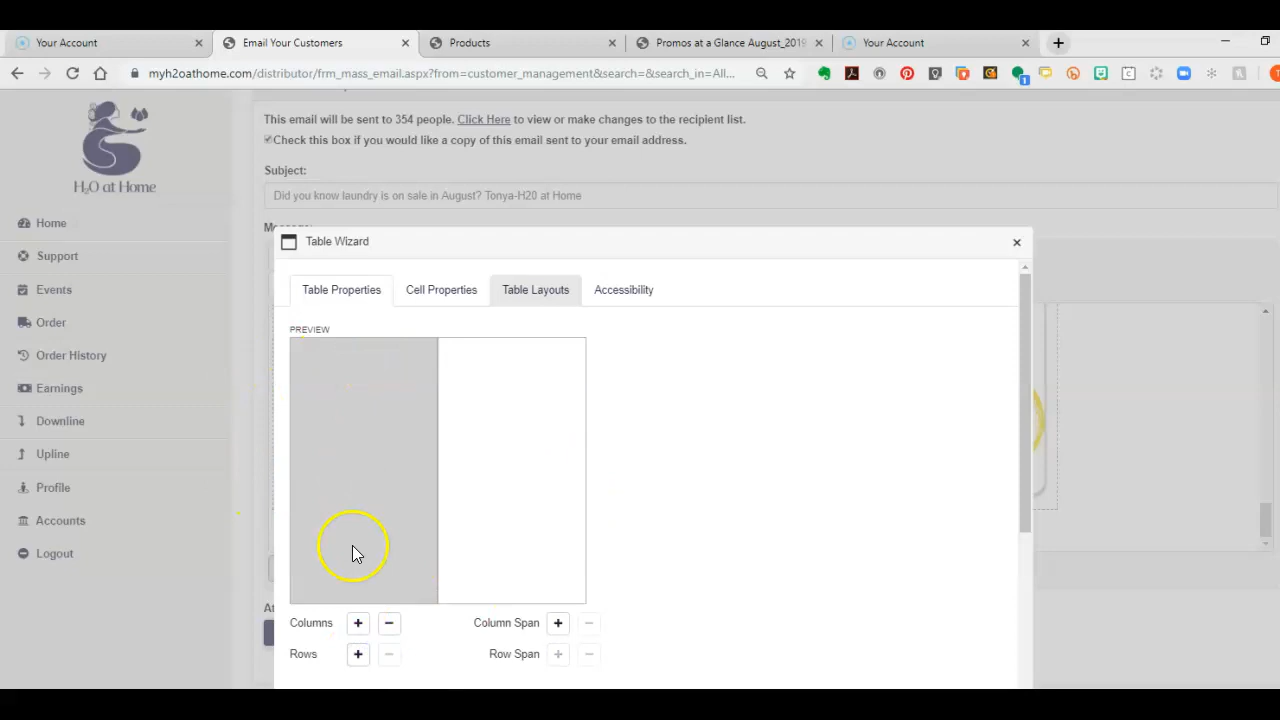 Your Account
Email Your Customers
Products
Promos at a Glance August_2019
Your Account
myh2oathome.com/distributor/frm_mass_email.aspx?from=customer_management&search=&search_in=All...
1
H2O at Home
Home
Support
Events
Order
Order History
Earnings
Downline
Upline
Profile
Accounts
Logout
This email will be sent to 354 people. Click Here to view or make changes to the recipient list.
Check this box if you would like a copy of this email sent to your email address.
Subject:
Did you know laundry is on sale in August? Tonya-H20 at Home
Message:
Table Wizard
Table Properties
Cell Properties
Table Layouts
Accessibility
PREVIEW
Columns
Column Span
Rows
Row Span